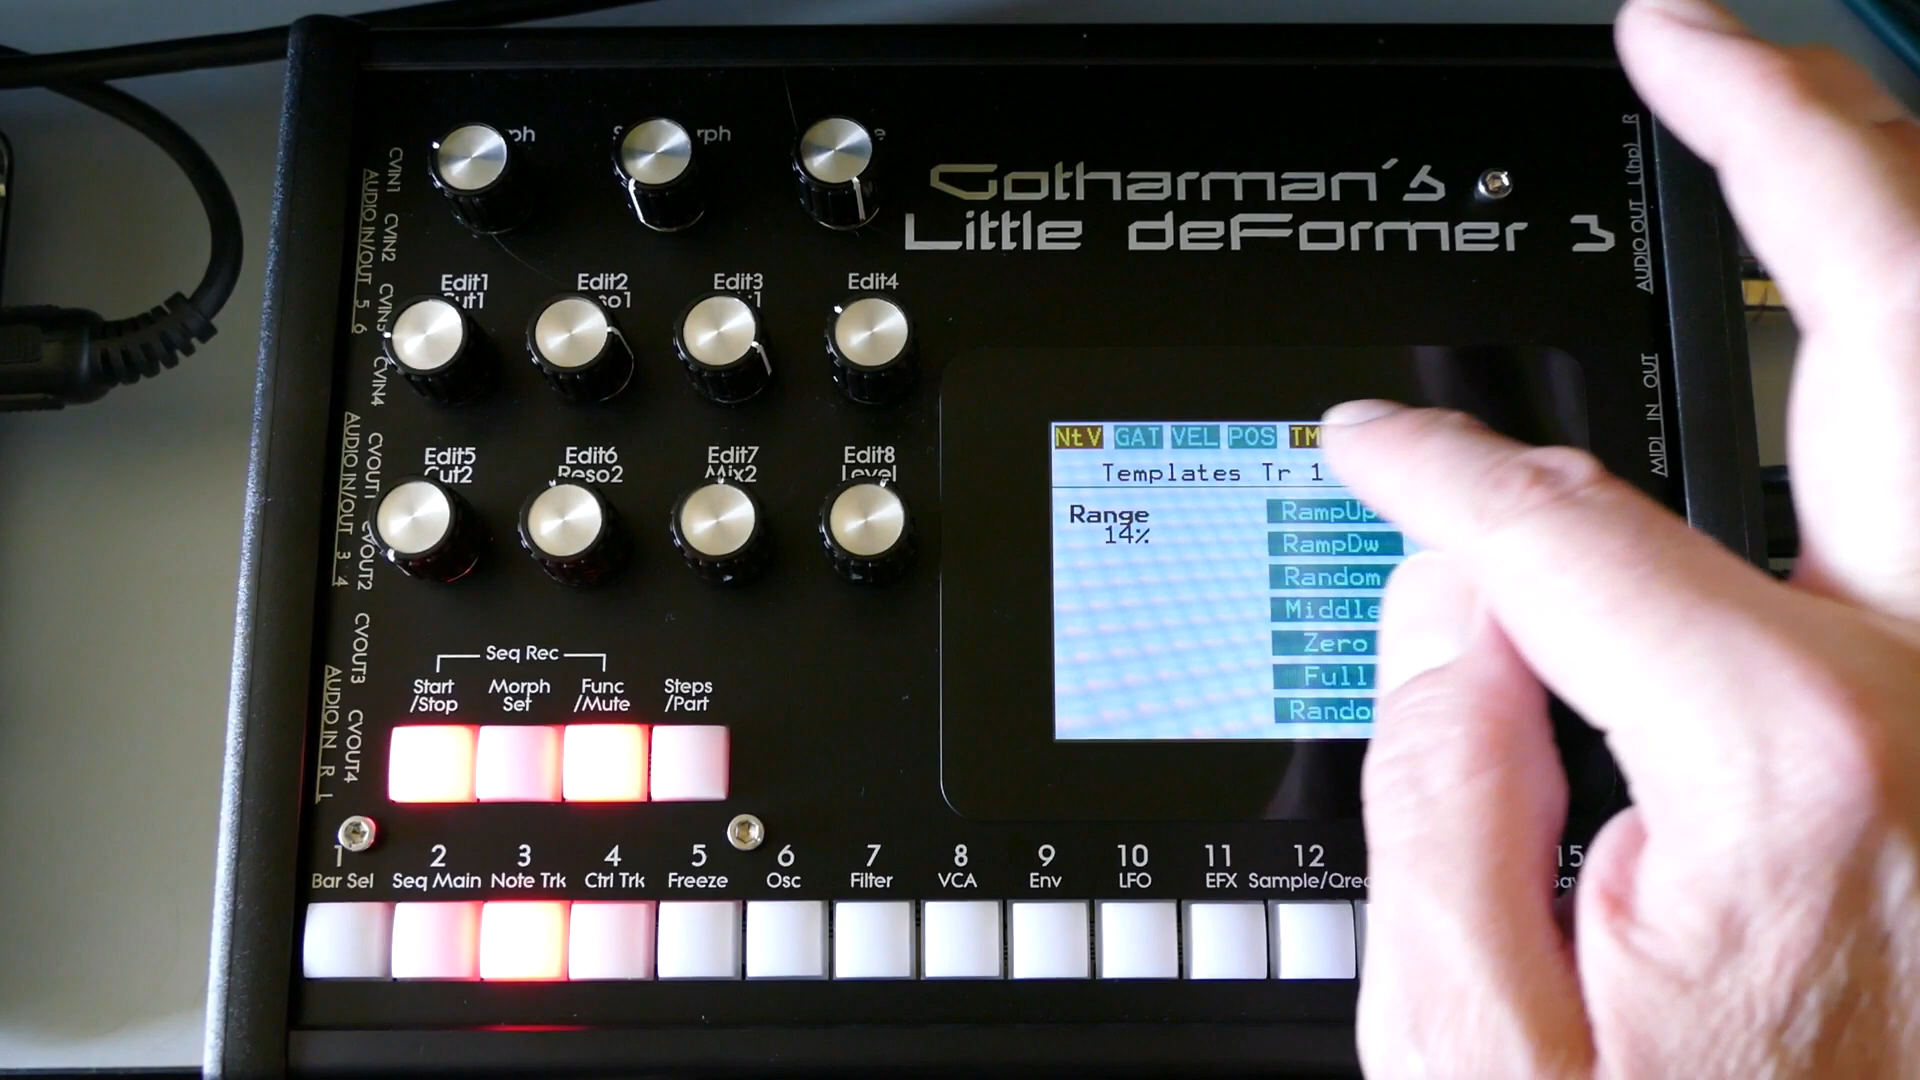 Gotharman's
Little deFormer 3
Edit1
Edit2
Edit3
Edit4
Edit5
Cut2
Edit6
Reso2
Edit7
Mix2
Edit8
Level
Seq Rec
Start
/Stop
Morph
Set
Func
/Mute
Steps
/Part
1 2 3 4 5 6 7 8 9 10 11 12 15
Bar Sel Seq Main Note Trk Ctrl Trk Freeze Osc Filter VCA Env LFO EFX
NtV GAT VEL POS
Templates Tr 1
Range
14%
RampUp
RampDw
Random
Middle
Zero
Full
CVIN1 CVIN2 CVIN3 CVIN4
AUDIO IN/OUT 5 6
CVOUT1 CVOUT2
AUDIO IN/OUT 3 4
CVOUT3 CVOUT4
AUDIO IN R L
AUDIO OUT L(hp) R
MIDI IN OUT